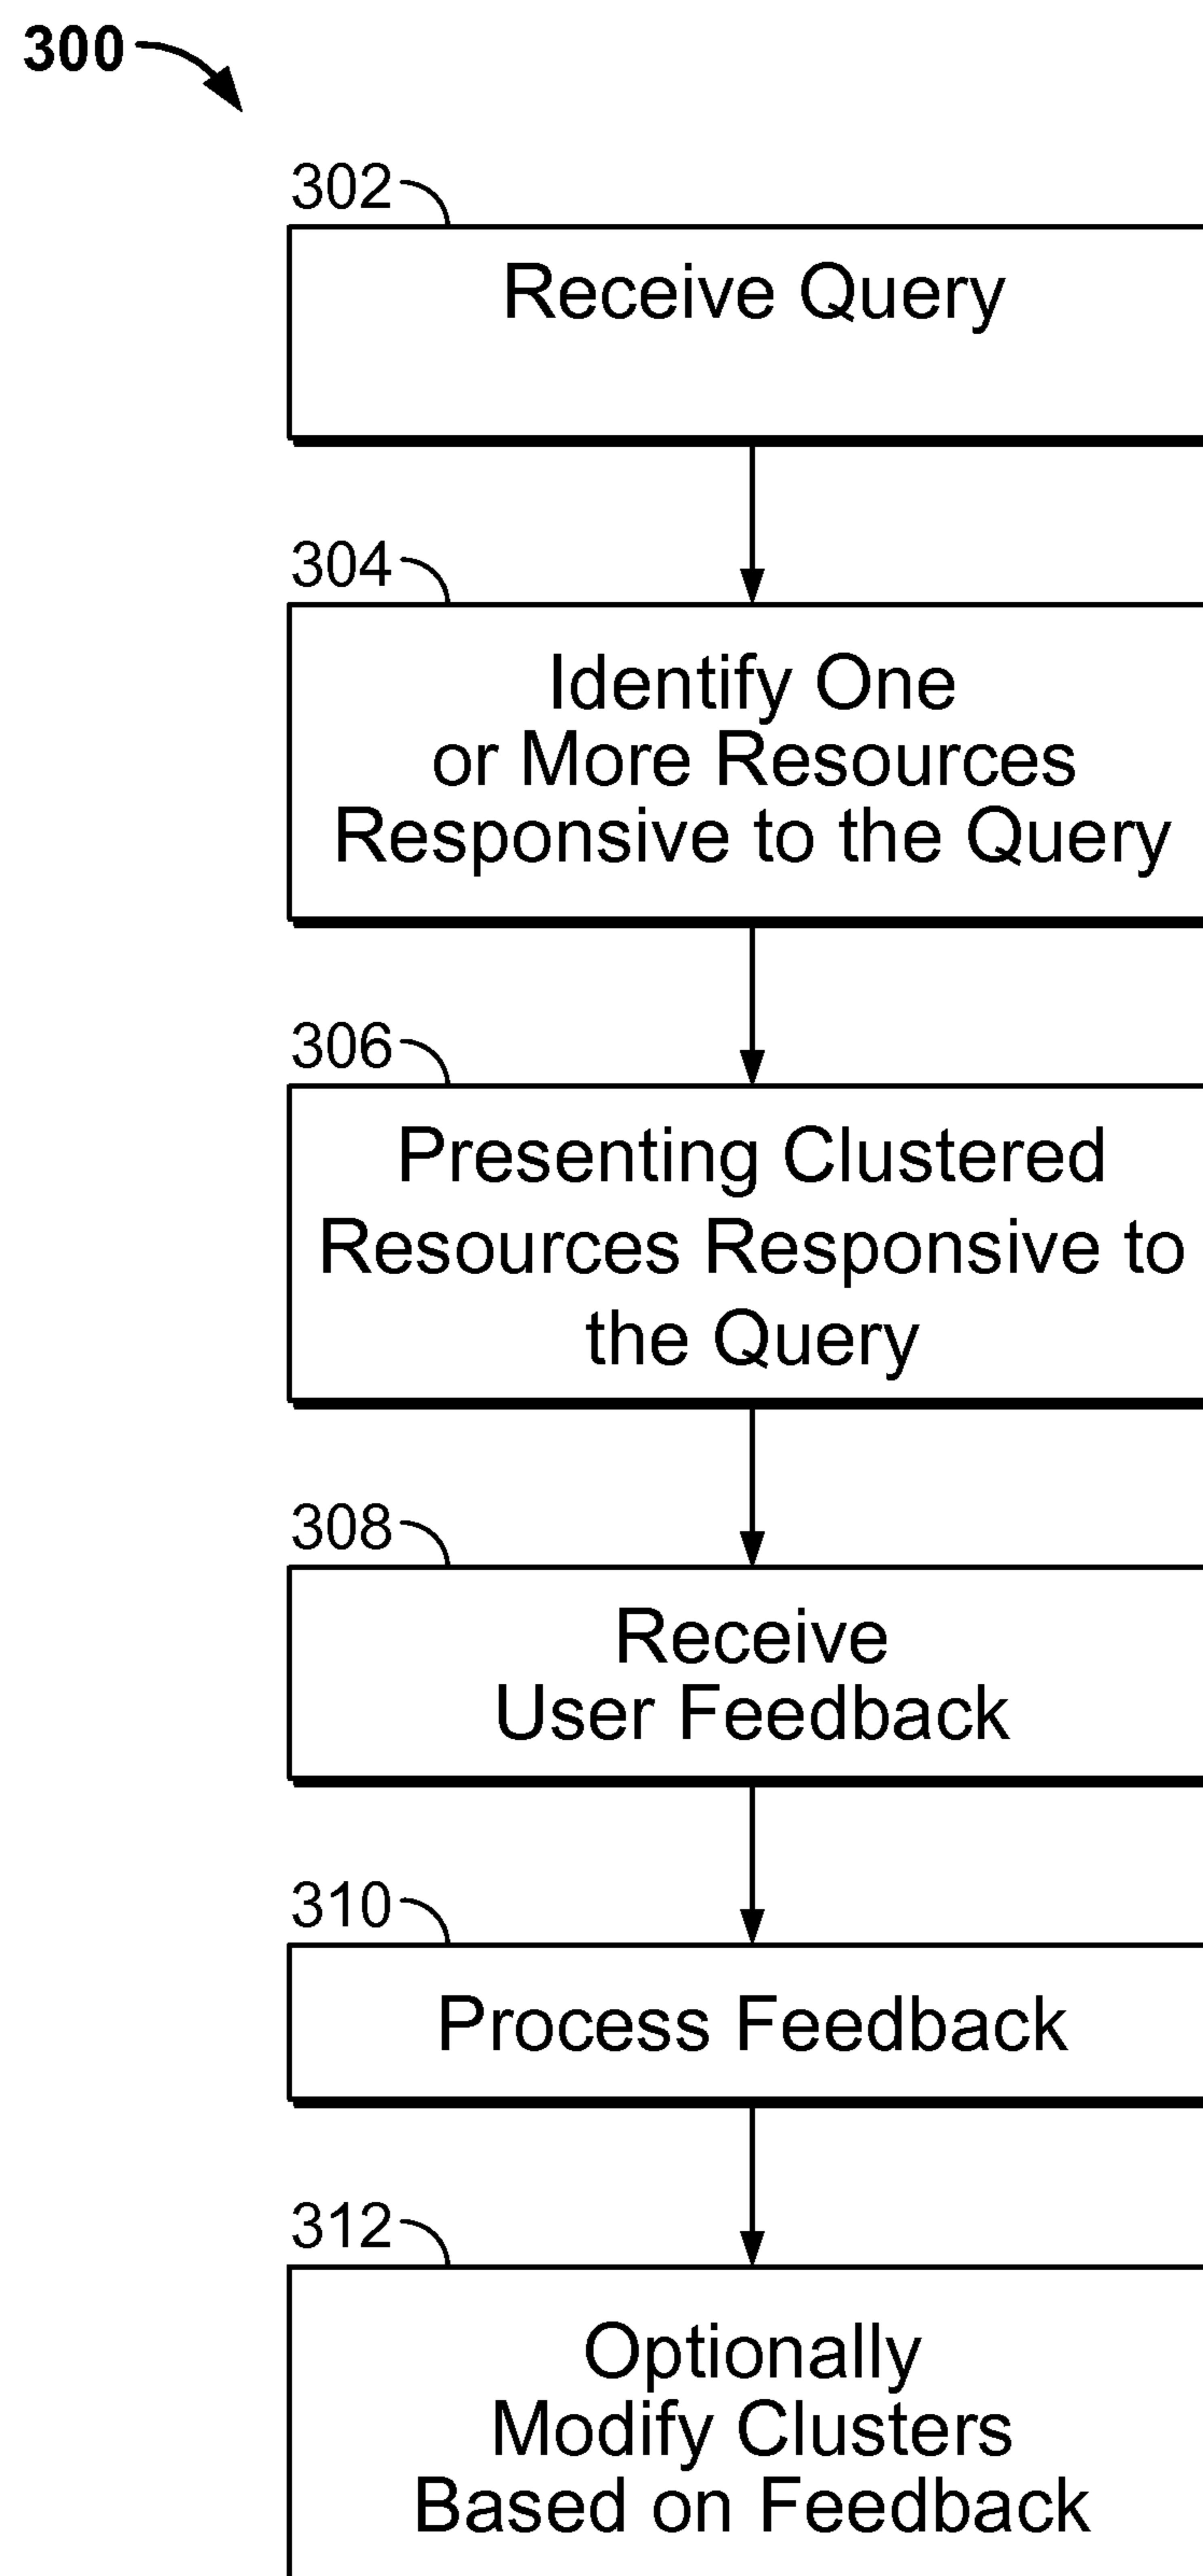 300
302
Receive Query
304
Identify One
or More Resources
Responsive to the Query
306
Presenting Clustered
Resources Responsive to
the Query
308
Receive
User Feedback
310
Process Feedback
312
Optionally
Modify Clusters
Based on Feedback